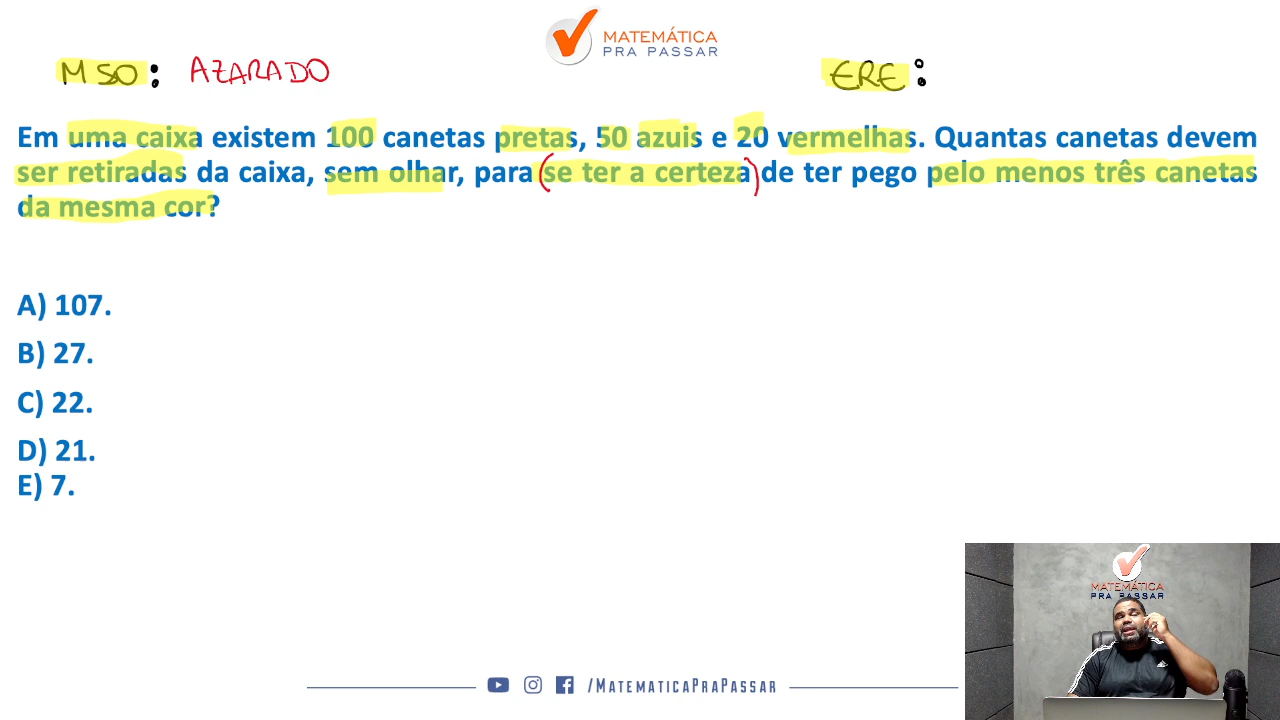 MATEMÁTICA
PRA PASSAR
MSO: AZARADO
ERE:
Em uma caixa existem 100 canetas pretas, 50 azuis e 20 vermelhas. Quantas canetas devem
ser retiradas da caixa, sem olhar, para (se ter a certeza) de ter pego pelo menos três canetas
da mesma cor?
A) 107.
B) 27.
C) 22.
D) 21.
E) 7.
MATEMÁTICA
PRA PASSAR
/MATEMATICAPRAPASSAR